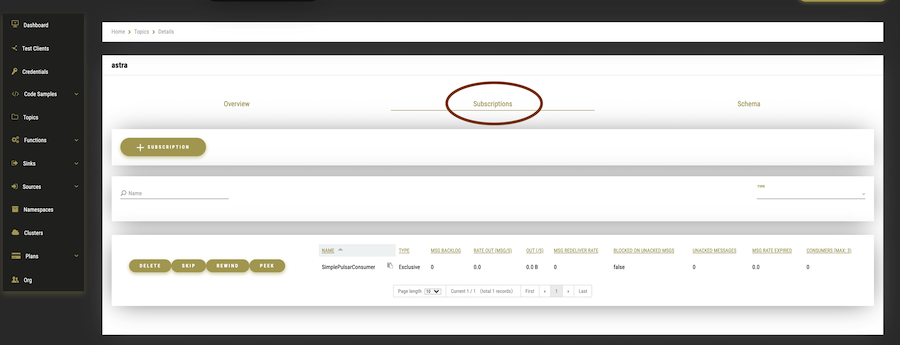 Dashboard
Test Clients
Credentials
Code Samples
Topics
Functions
Sinks
Sources
Namespaces
Clusters
Plans
Org
Home > Topics > Details
astra
Overview Subscriptions Schema
+ SUBSCRIPTION
Name
TYPE
NAME TYPE MSG BACKLOG RATE OUT (MSG/S) OUT (/S) MSG REDELIVER RATE BLOCKED ON UNACKED MSGS UNACKED MESSAGES MSG RATE EXPIRED CONSUMERS (MAX: 5)
DELETE SKIP REWIND PEEK SimplePulsarConsumer Exclusive 0 0.0 0.0 B 0 false 0 0.0 0
Page length: 10 Current 1 / 1 (total 1 records) First < 1 > Last